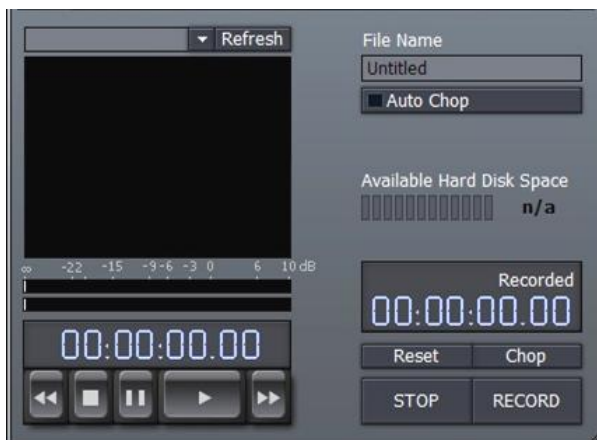 Refresh
File Name
Untitled
Auto Chop
Available Hard Disk Space
n/a
∞ -22 -15 -9 -6 -3 0 6 10 dB
Recorded
00:00:00.00
00:00:00.00
Reset Chop
STOP RECORD